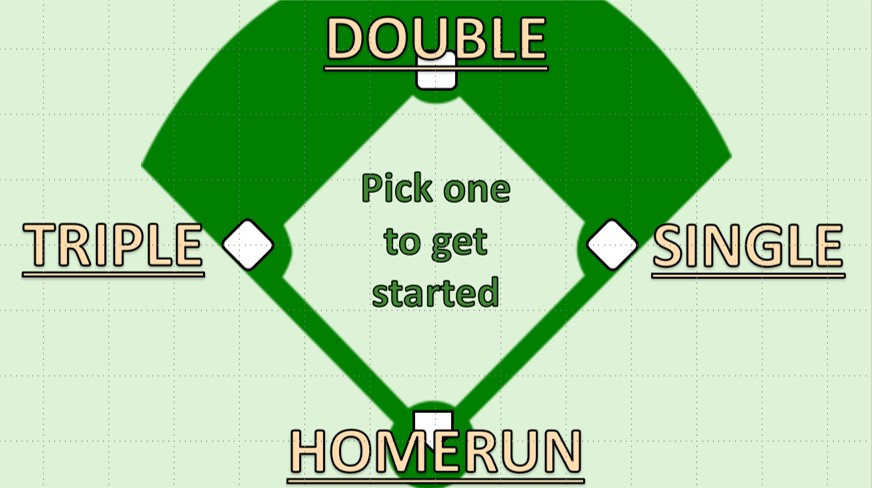 DOUBLE
Pick one
to get
started
TRIPLE
SINGLE
HOMERUN